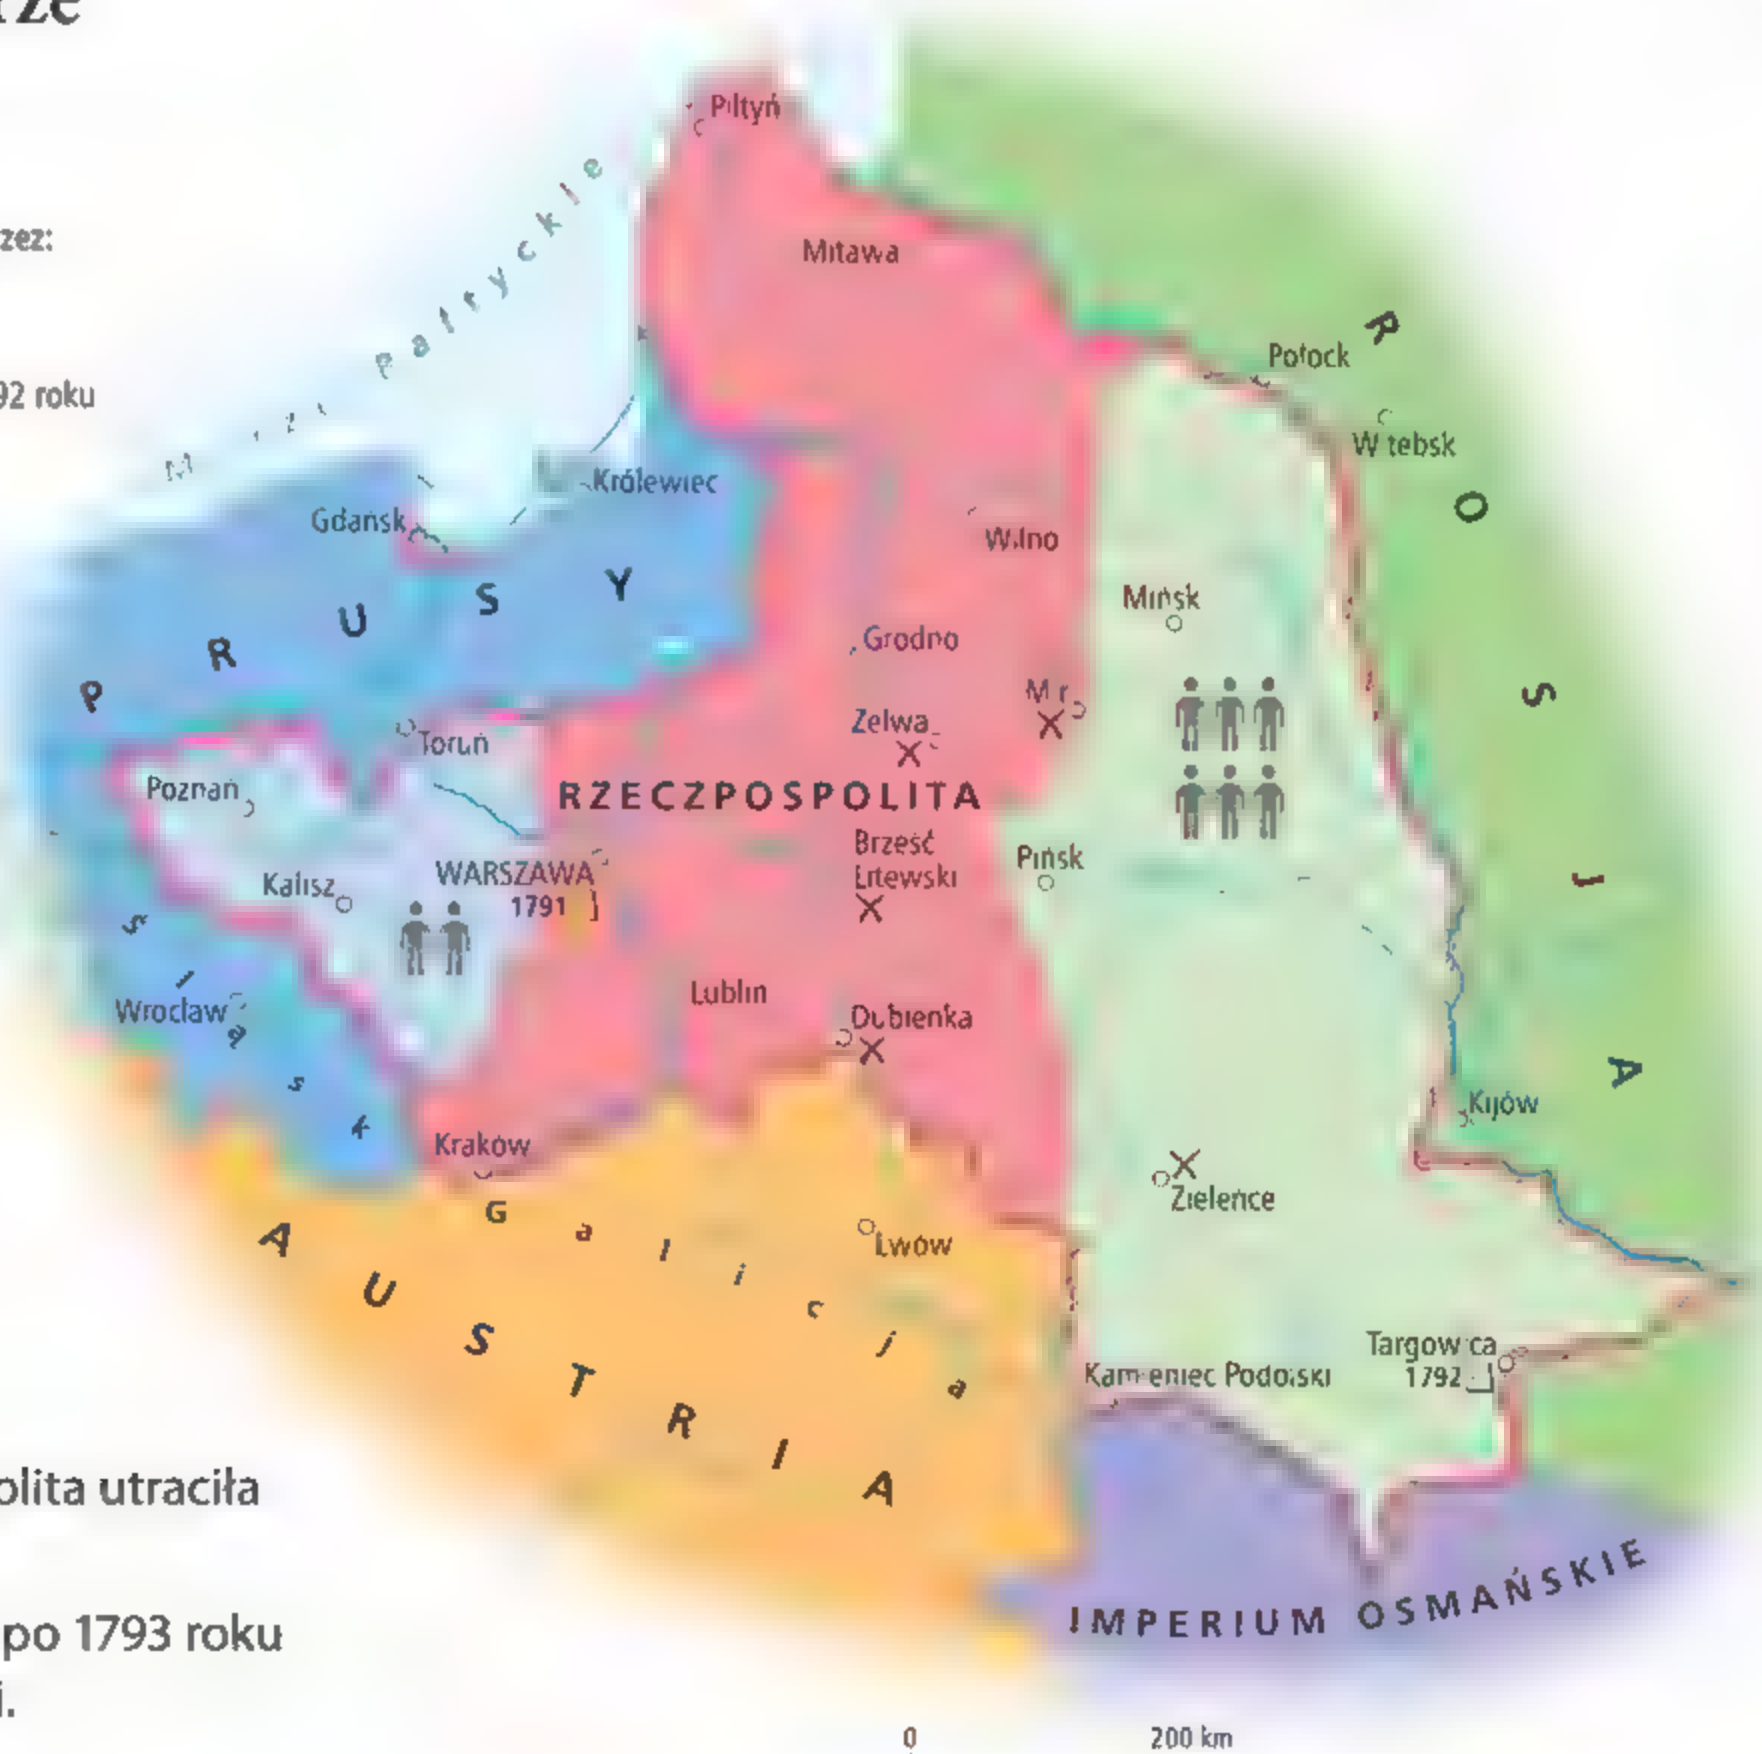 rze
zez:
92 roku
Piltyń
Mitawa
Bałtyckie
ROSJA
Połock
Witebsk
Królewiec
Gdańsk
Wilno
PRUSY
Mińsk
Grodno
Mir
Zelwa
Toruń
Poznań
RZECZPOSPOLITA
Brześć
Litewski
Pińsk
WARSZAWA
1791
Kalisz
Śląsk
Wrocław
Lublin
Dubienka
Kijów
Kraków
Zieleńce
Galicja
Lwów
AUSTRIA
Targowica
1792
Kamieniec Podolski
olita utraciła
po 1793 roku
i.
IMPERIUM OSMAŃSKIE
0 200 km